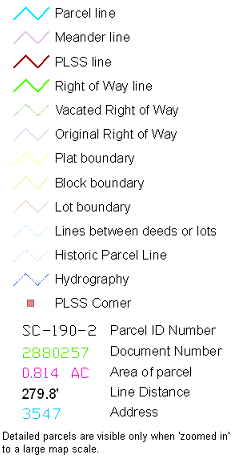 Parcel line
Meander line
PLSS line
Right of Way line
Vacated Right of Way
Original Right of Way
Plat boundary
Block boundary
Lot boundary
Lines between deeds or lots
Historic Parcel Line
Hydrography
PLSS Corner
SC-190-2 Parcel ID Number
2880257 Document Number
0.814 AC Area of parcel
279.8' Line Distance
3547 Address
Detailed parcels are visible only when 'zoomed in'
to a large map scale.